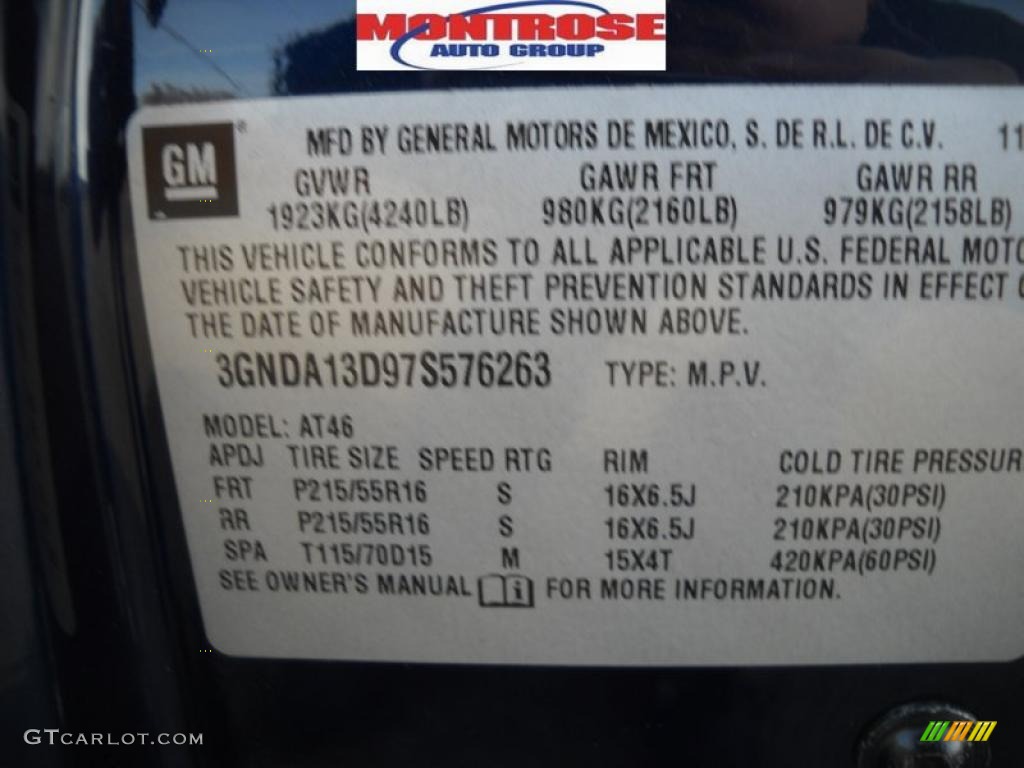 MONTROSE
AUTO GROUP
GM®
MFD BY GENERAL MOTORS DE MEXICO, S. DE R.L. DE C.V. 11
GVWR GAWR FRT GAWR RR
1923KG(4240LB) 980KG(2160LB) 979KG(2158LB)
THIS VEHICLE CONFORMS TO ALL APPLICABLE U.S. FEDERAL MOTO
VEHICLE SAFETY AND THEFT PREVENTION STANDARDS IN EFFECT O
THE DATE OF MANUFACTURE SHOWN ABOVE.
3GNDA13D97S576263 TYPE: M.P.V.
MODEL: AT46
APDJ TIRE SIZE SPEED RTG RIM COLD TIRE PRESSUR
FRT P215/55R16 S 16X6.5J 210KPA(30PSI)
RR P215/55R16 S 16X6.5J 210KPA(30PSI)
SPA T115/70D15 M 15X4T 420KPA(60PSI)
SEE OWNER'S MANUAL i FOR MORE INFORMATION.
GTCARLOT.COM